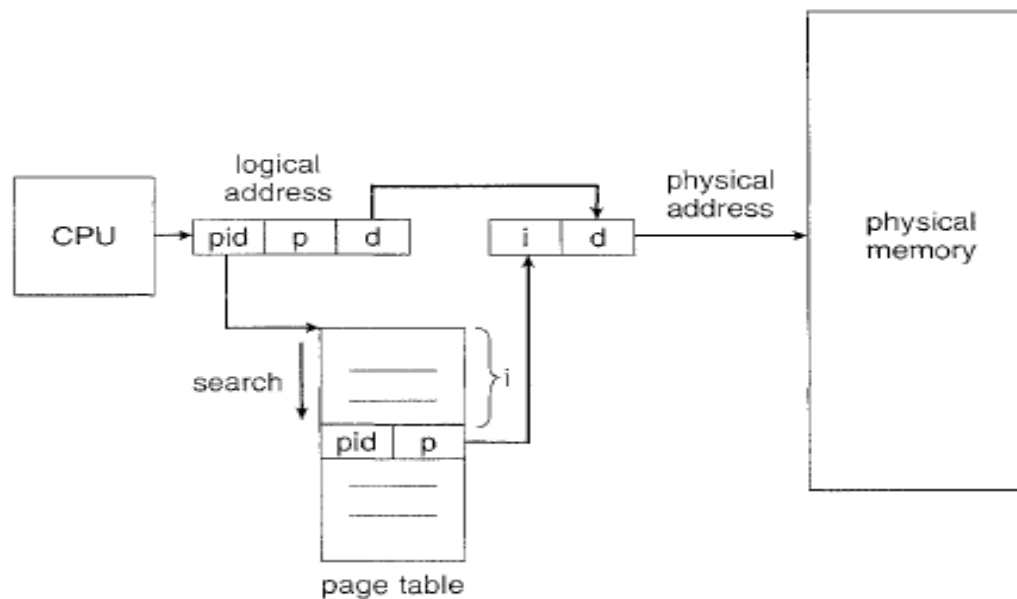 logical
address
physical
address
CPU
pid p d
i d
physical
memory
search
i
pid p
page table